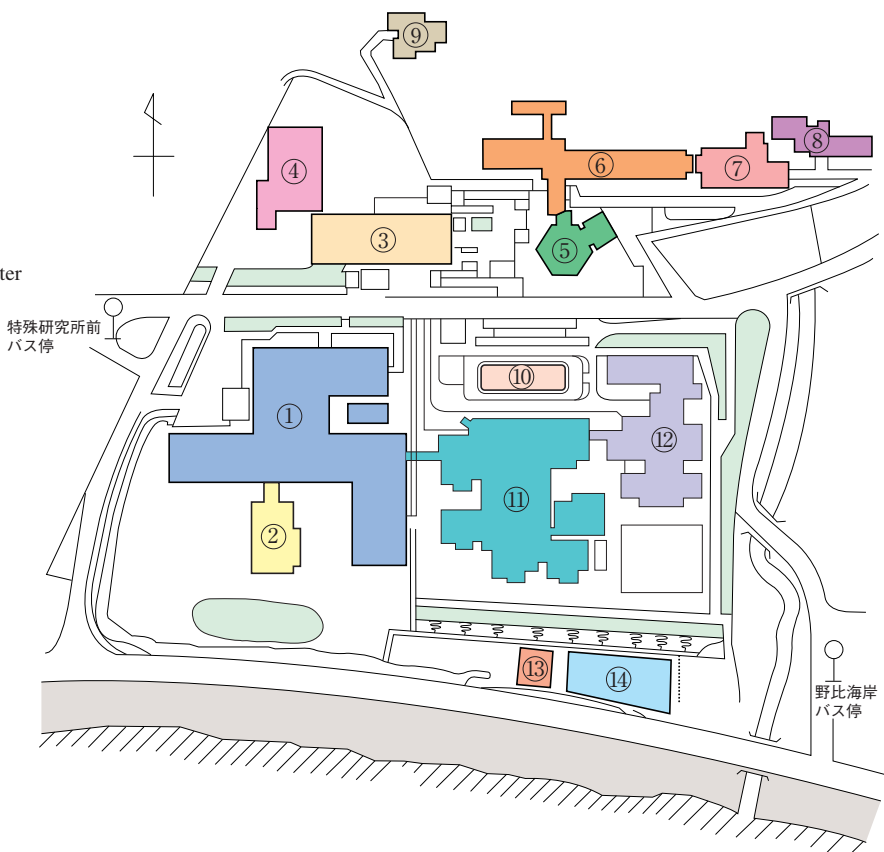 ⑨
⑧
⑥
⑦
④
③
⑤
ter
特殊研究所前
バス停
⑩
①
⑫
⑪
②
⑬
⑭
野比海岸
バス停